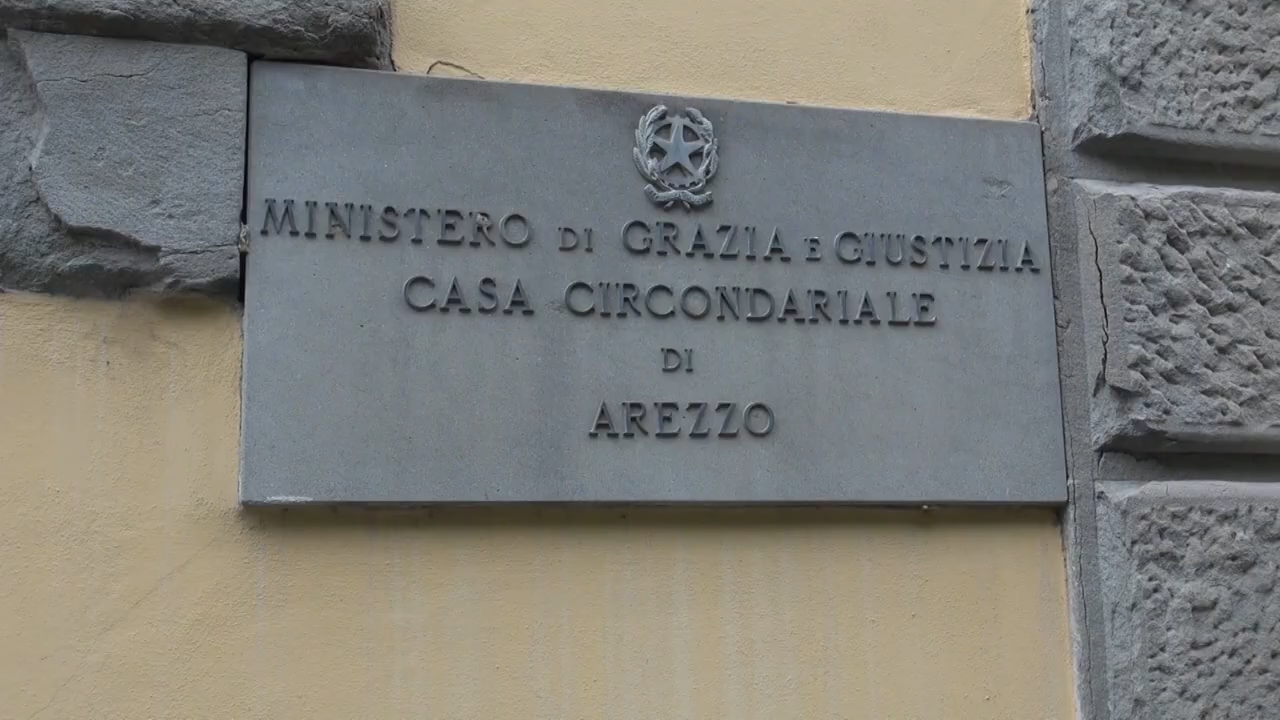 MINISTERO DI GRAZIA E GIUSTIZIA
CASA CIRCONDARIALE
DI
AREZZO